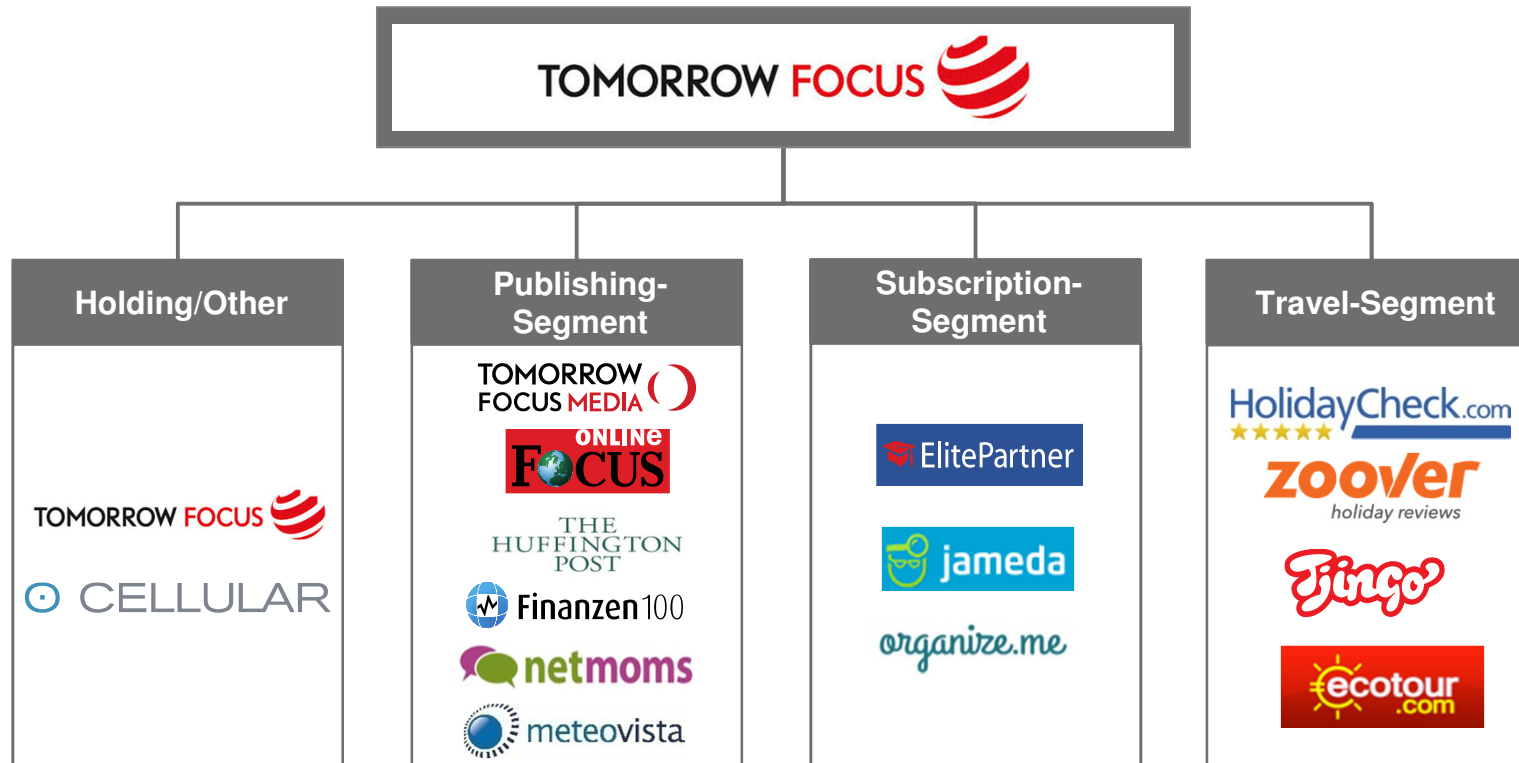 TOMORROW FOCUS
Holding/Other
TOMORROW FOCUS
CELLULAR
Publishing-
Segment
TOMORROW
FOCUS MEDIA
ONLINE
FOCUS
THE
HUFFINGTON
POST
Finanzen100
netmoms
meteovista
Subscription-
Segment
ElitePartner
jameda
organize.me
Travel-Segment
HolidayCheck.com
zoover
holiday reviews
Tjingo
ecotour
.com